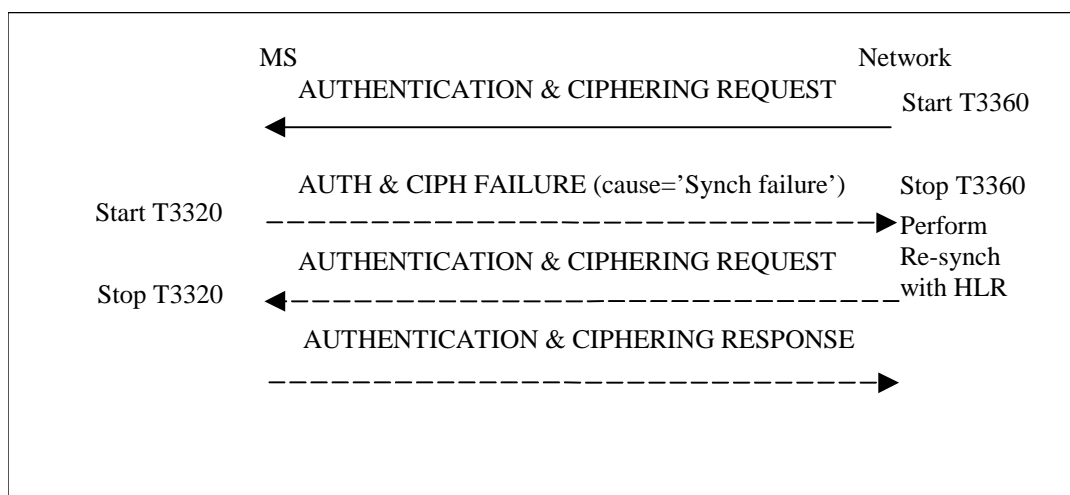 MS
Network
AUTHENTICATION & CIPHERING REQUEST
Start T3360
AUTH & CIPH FAILURE (cause='Synch failure')
Stop T3360
Start T3320
Perform
Re-synch
with HLR
AUTHENTICATION & CIPHERING REQUEST
Stop T3320
AUTHENTICATION & CIPHERING RESPONSE